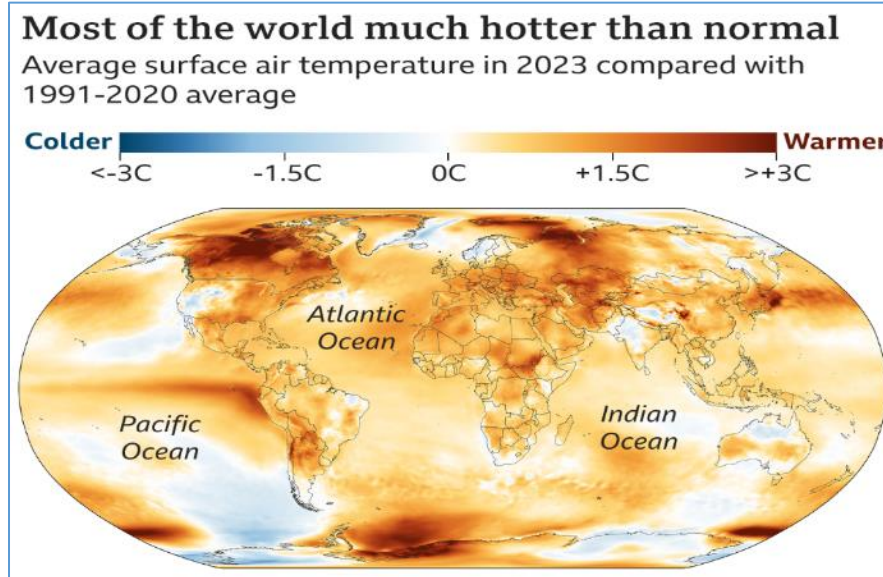 Most of the world much hotter than normal
Average surface air temperature in 2023 compared with
1991-2020 average
Colder Warmer
<-3C -1.5C 0C +1.5C >+3C
Atlantic
Ocean
Pacific
Ocean
Indian
Ocean